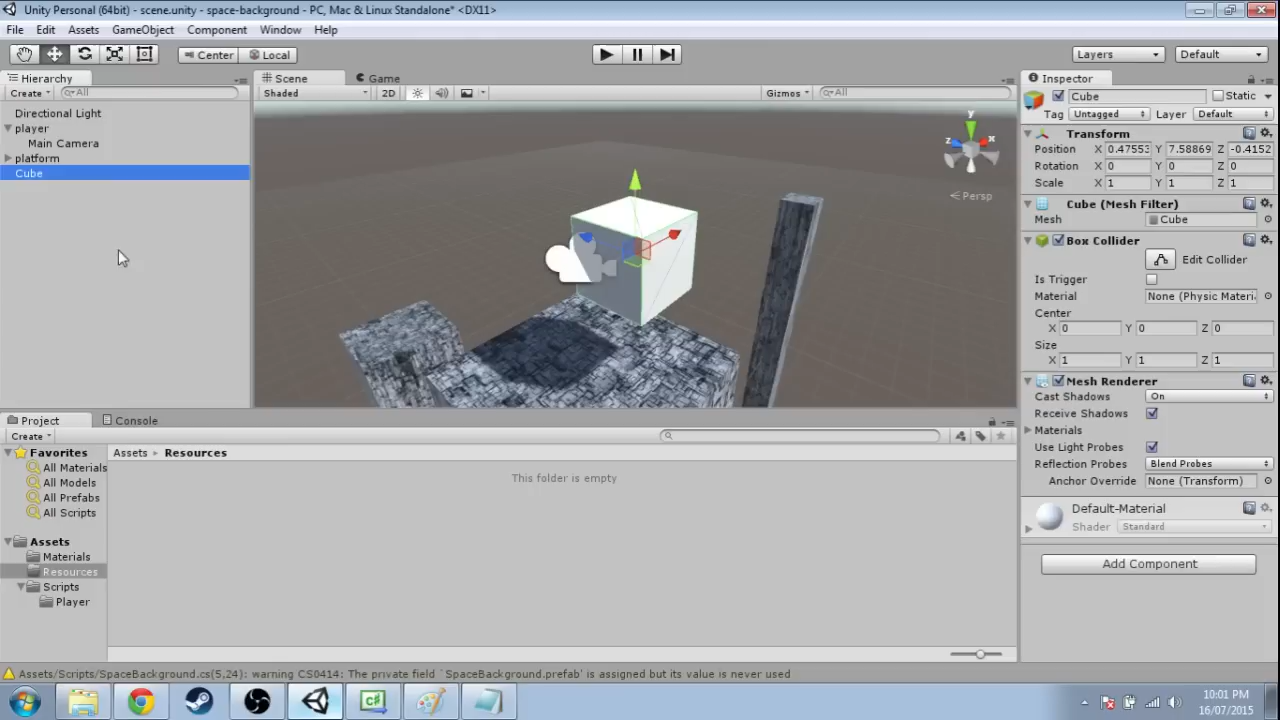 Unity Personal (64bit) - scene.unity - space-background - PC, Mac & Linux Standalone* <DX11>
File Edit Assets GameObject Component Window Help
Center Local Layers Default
Hierarchy
Create All
Directional Light
player
Main Camera
platform
Cube
Scene Game
Shaded 2D Gizmos All
y
x
z
Persp
Inspector
Cube Static
Tag Untagged Layer Default
Transform
Position X 0.47553 Y 7.58869 Z -0.4152
Rotation X 0 Y 0 Z 0
Scale X 1 Y 1 Z 1
Cube (Mesh Filter)
Mesh Cube
Box Collider
Edit Collider
Is Trigger
Material None (Physic Materi
Center
X 0 Y 0 Z 0
Size
X 1 Y 1 Z 1
Mesh Renderer
Cast Shadows On
Receive Shadows
Materials
Use Light Probes
Reflection Probes Blend Probes
Anchor Override None (Transform)
Default-Material
Shader Standard
Add Component
Project Console
Create
Favorites
All Materials
All Models
All Prefabs
All Scripts
Assets
Materials
Resources
Scripts
Player
Assets Resources
This folder is empty
Assets/Scripts/SpaceBackground.cs(5,24): warning CS0414: The private field `SpaceBackground.prefab' is assigned but its value is never used
C#
10:01 PM
16/07/2015